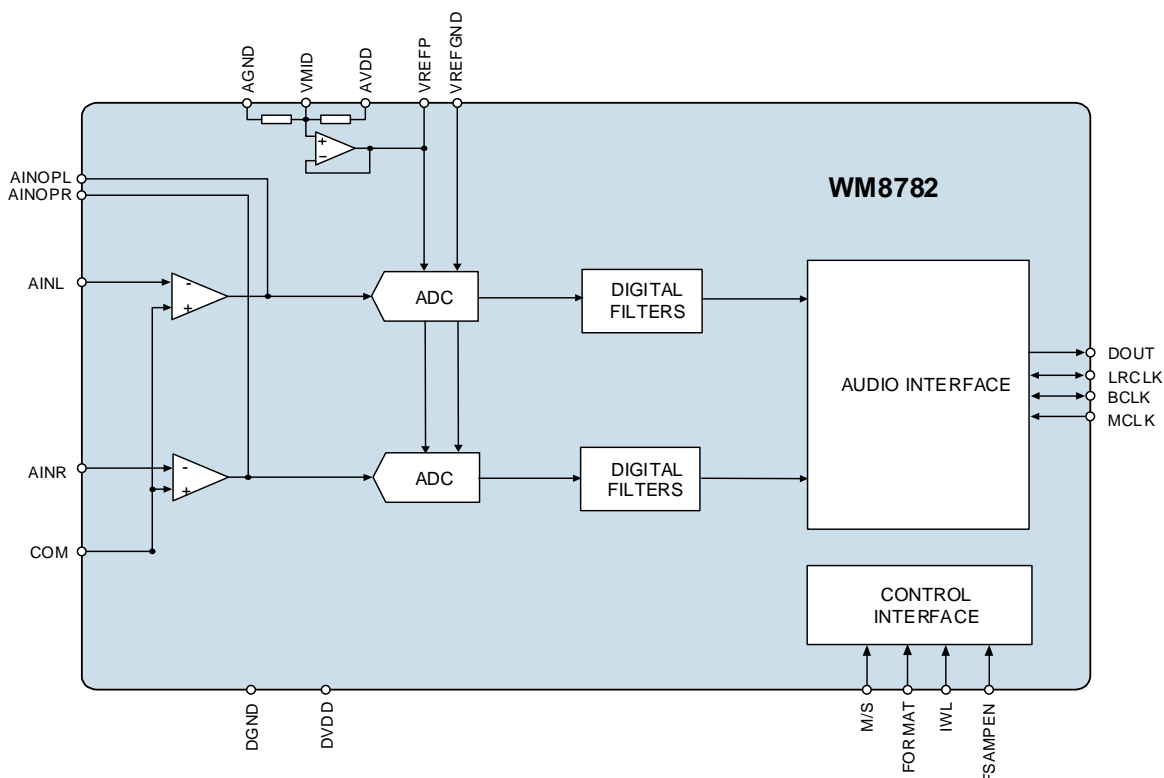 AGND
VMID
AVDD
VREFP
VREFGND
+
-
AINOPL
AINOPR
WM8782
AINL
-
+
ADC
DIGITAL
FILTERS
AUDIO INTERFACE
DOUT
LRCLK
BCLK
MCLK
AINR
-
+
ADC
DIGITAL
FILTERS
COM
CONTROL
INTERFACE
DGND
DVDD
M/S
FORMAT
IWL
FSAMPEN